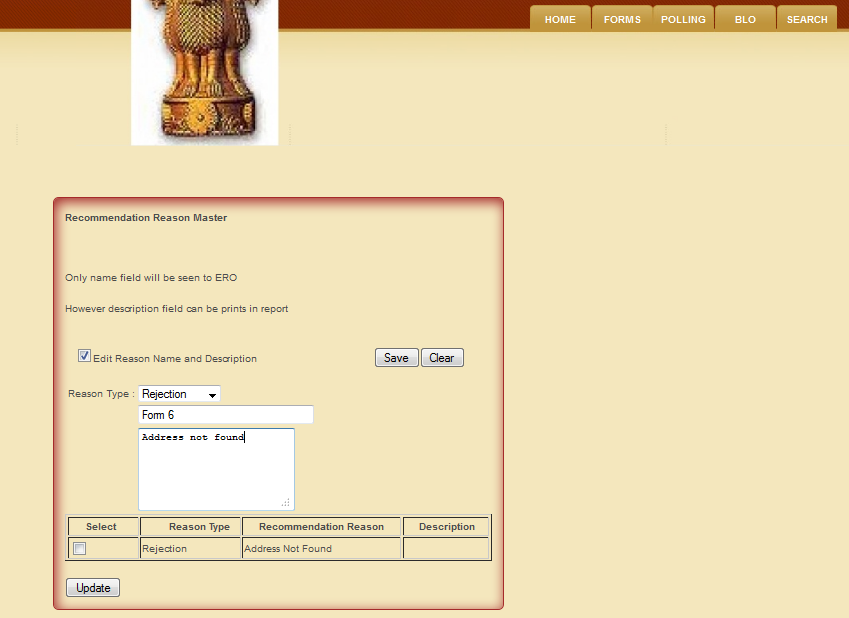 HOME FORMS POLLING BLO SEARCH
Recommendation Reason Master
Only name field will be seen to ERO
However description field can be prints in report
Edit Reason Name and Description Save Clear
Reason Type : Rejection
Form 6
Address not found
Select Reason Type Recommendation Reason Description
Rejection Address Not Found
Update